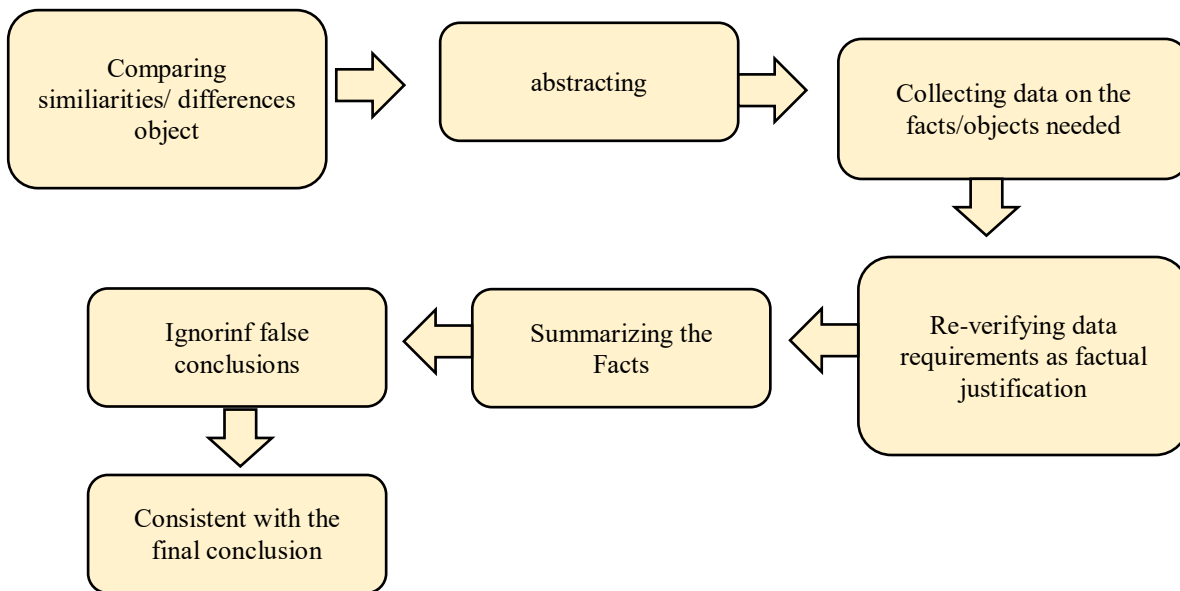 Comparing
similiarities/ differences
object
abstracting
Collecting data on the
facts/objects needed
Re-verifying data
requirements as factual
justification
Summarizing the
Facts
Ignorinf false
conclusions
Consistent with the
final conclusion